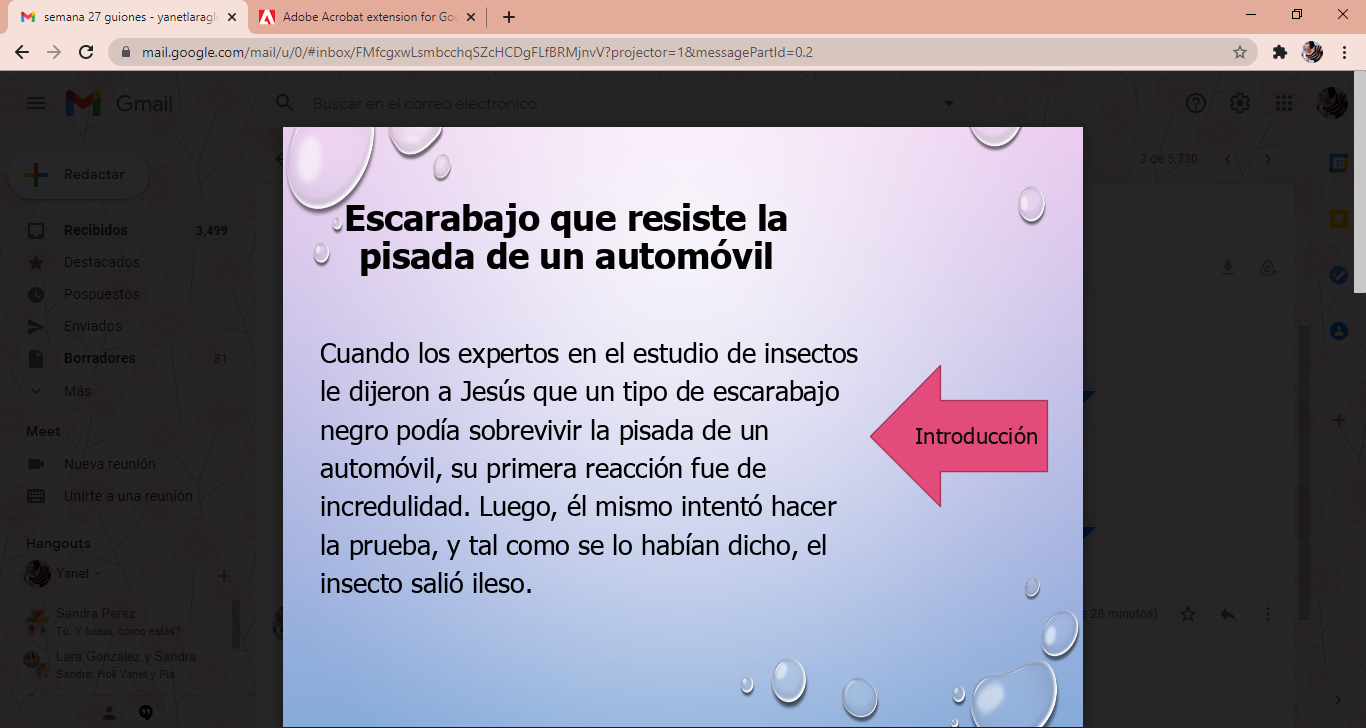 semana 27 guiones - yanetlaragl
Adobe Acrobat extension for Goo
mail.google.com/mail/u/0/#inbox/FMfcgxwLsmbcchqSZcHCDgFLfBRMjnvV?projector=1&messagePartId=0.2
Gmail
Buscar en el correo electrónico
Redactar
3 de 5,730
Recibidos 3,499
Destacados
Pospuestos
Enviados
Borradores 81
Más
Meet
Nueva reunión
Unirte a una reunión
Hangouts
Yanet
Sandra Perez
Tú: Y tuuuu, cómo estás?
Lara González y Sandra
Sandra: Holi Yanet y Pia
Escarabajo que resiste la
pisada de un automóvil
Cuando los expertos en el estudio de insectos
le dijeron a Jesús que un tipo de escarabajo
negro podía sobrevivir la pisada de un
automóvil, su primera reacción fue de
incredulidad. Luego, él mismo intentó hacer
la prueba, y tal como se lo habían dicho, el
insecto salió ileso.
Introducción
28 minutos)